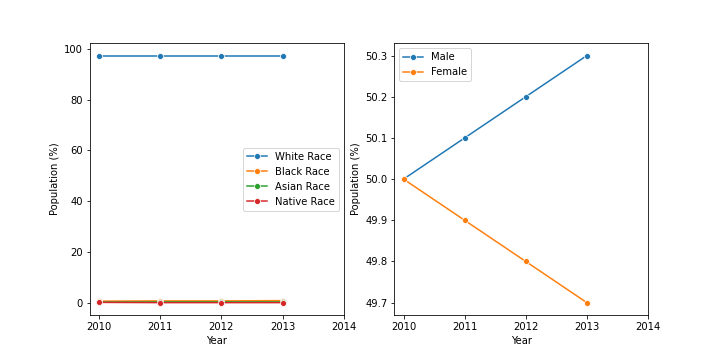 100
80
60
40
20
0
Population (%)
White Race
Black Race
Asian Race
Native Race
2010 2011 2012 2013 2014
Year
50.3
50.2
50.1
50.0
49.9
49.8
49.7
Population (%)
Male
Female
2010 2011 2012 2013 2014
Year